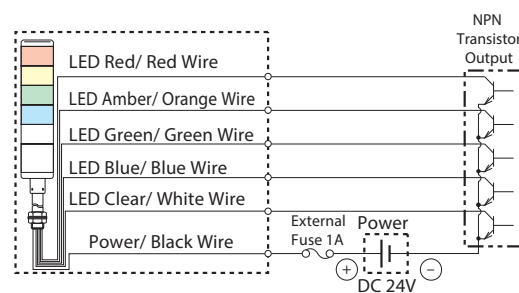 NPN
Transistor
Output
LED Red/ Red Wire
LED Amber/ Orange Wire
LED Green/ Green Wire
LED Blue/ Blue Wire
LED Clear/ White Wire
Power/ Black Wire
External
Fuse 1A
Power
+
−
DC 24V